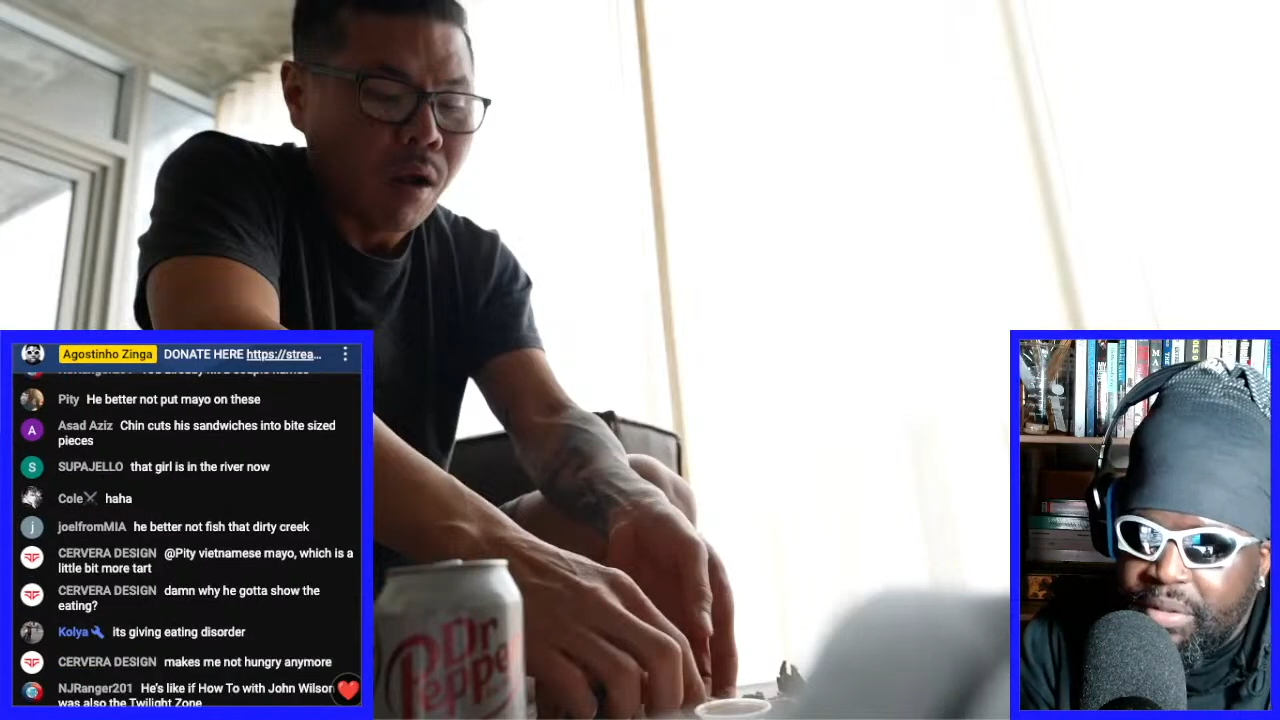 Agostinho Zinga DONATE HERE https://strea...
Pity He better not put mayo on these
Asad Aziz Chin cuts his sandwiches into bite sized
pieces
SUPAJELLO that girl is in the river now
Cole⚔ haha
joelfromMIA he better not fish that dirty creek
CERVERA DESIGN @Pity vietnamese mayo, which is a
little bit more tart
CERVERA DESIGN damn why he gotta show the
eating?
Kolya🔧 its giving eating disorder
CERVERA DESIGN makes me not hungry anymore
NJRanger201 He's like if How To with John Wilson
was also the Twilight Zone
Dr
Pepper